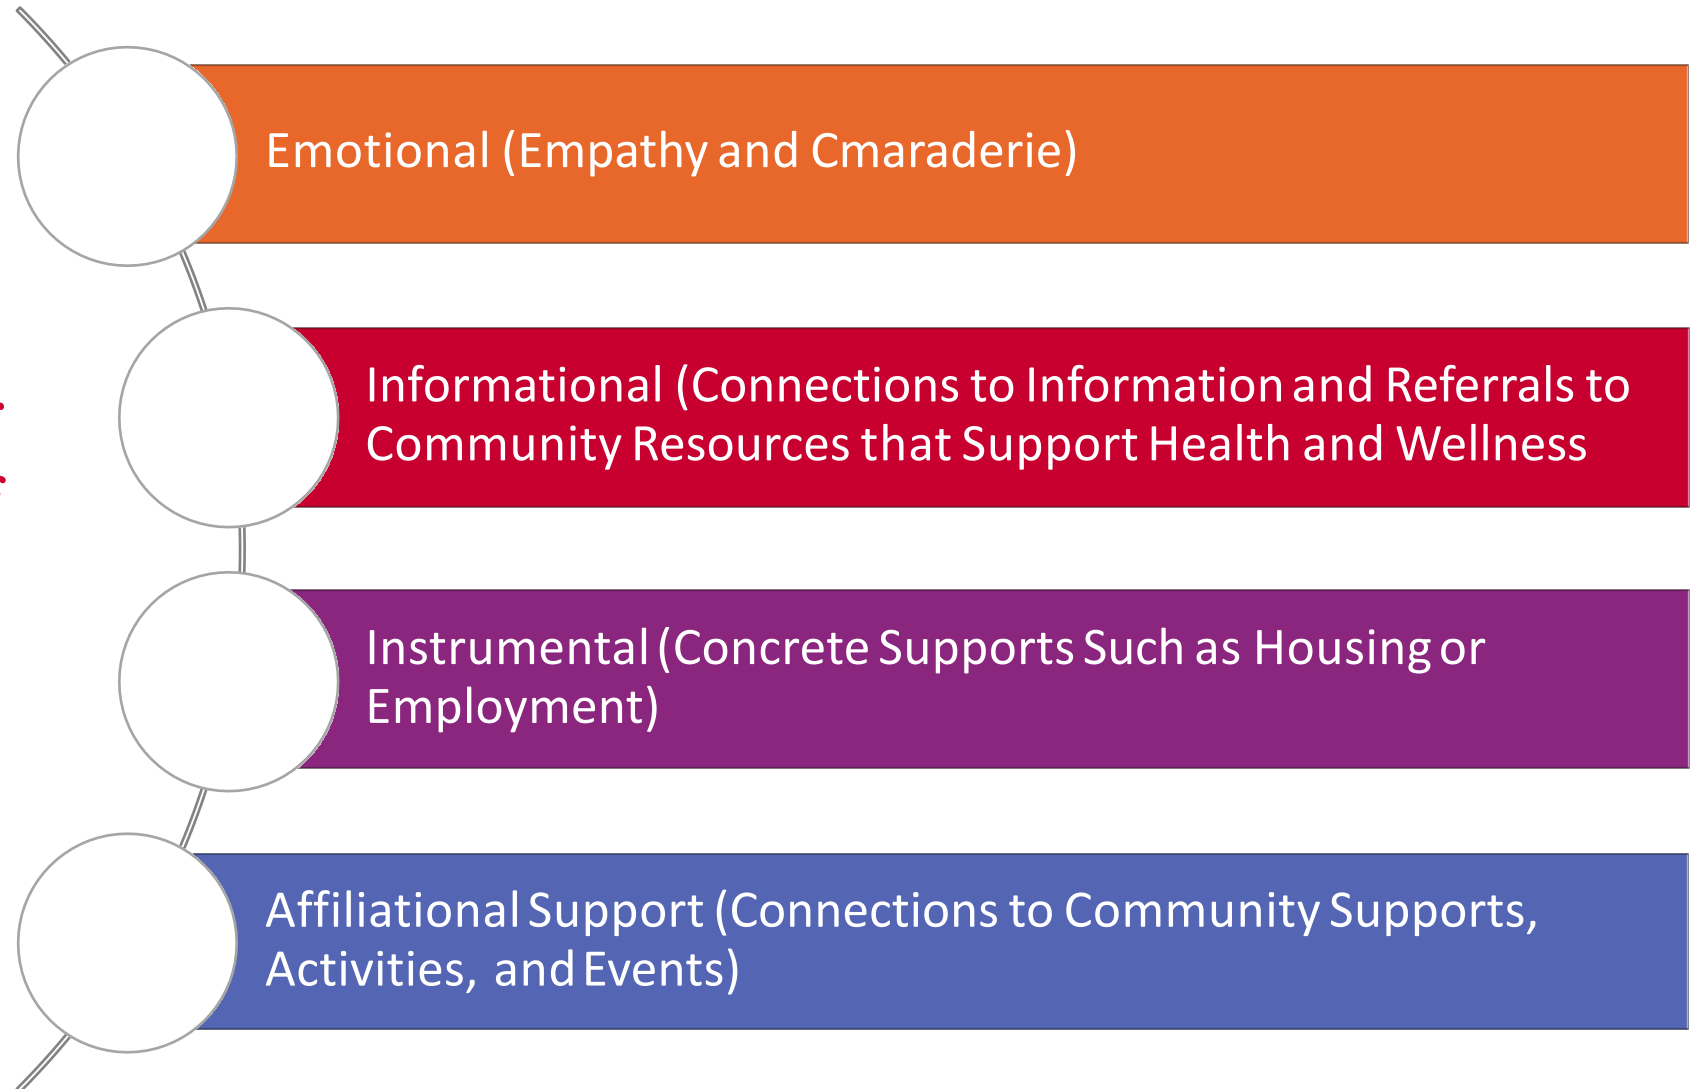 Emotional (Empathy and Cmaraderie)
Informational (Connections to Information and Referrals to
Community Resources that Support Health and Wellness
Instrumental (Concrete Supports Such as Housing or
Employment)
Affiliational Support (Connections to Community Supports,
Activities, and Events)